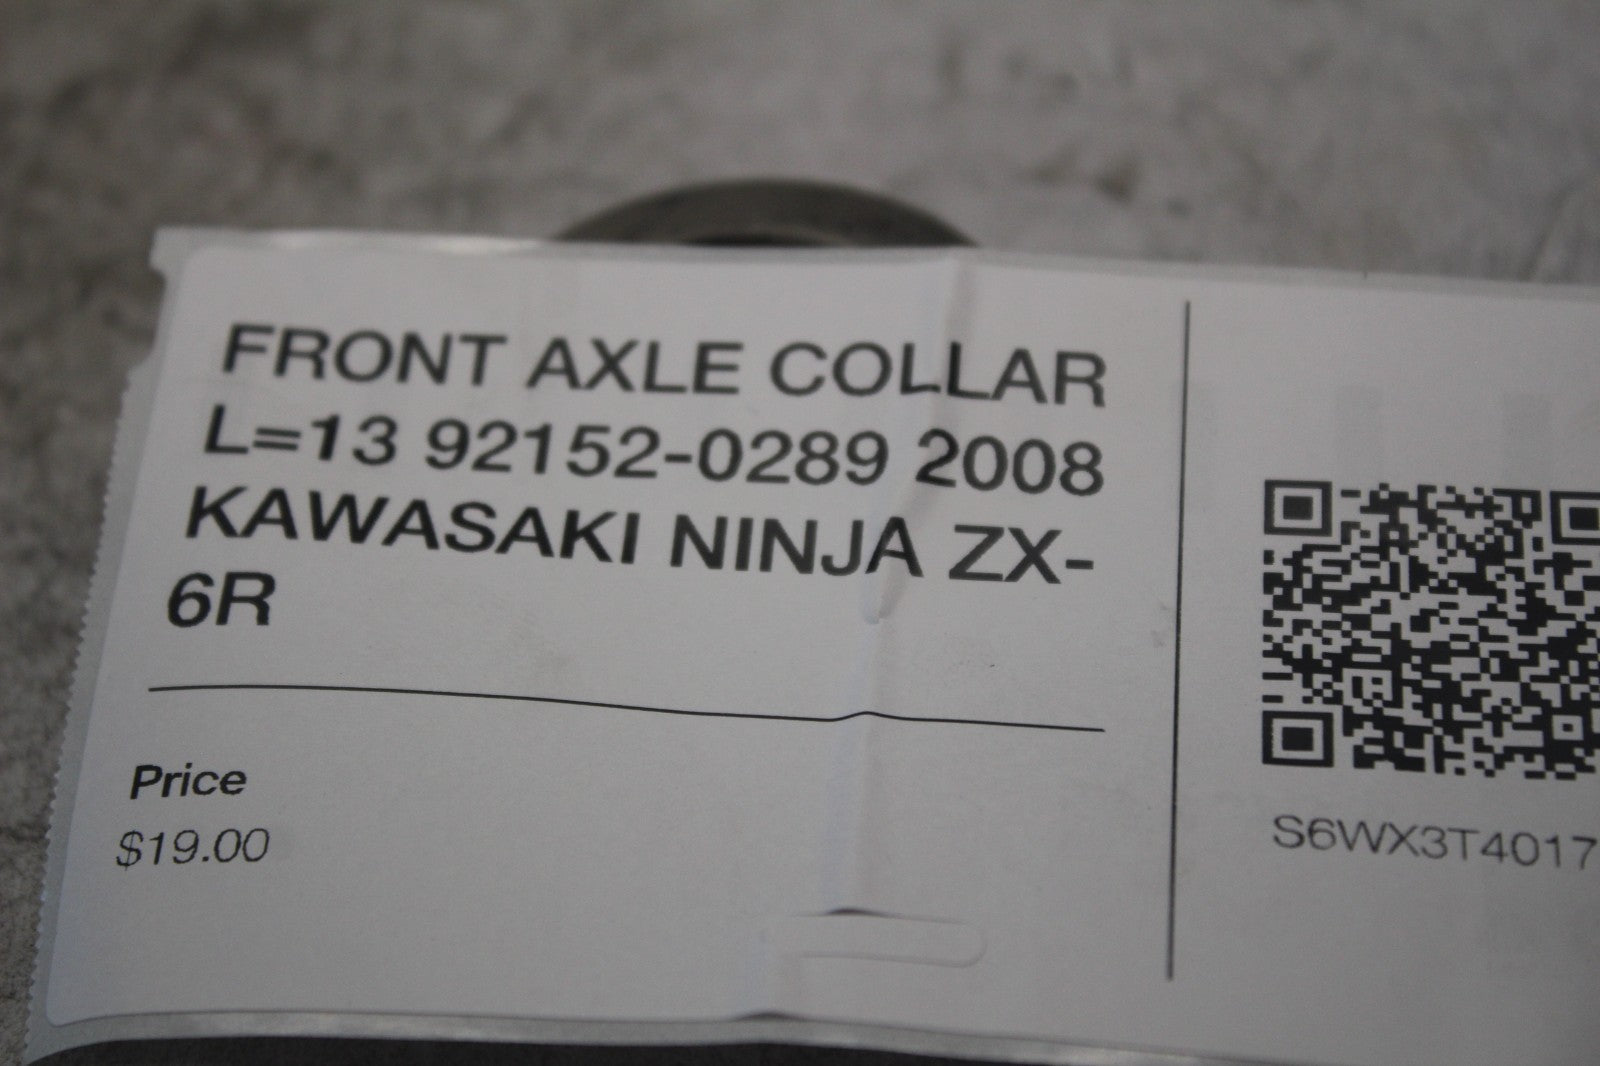 FRONT AXLE COLLAR
L=13 92152-0289 2008
KAWASAKI NINJA ZX-
6R
Price
$19.00
S6WX3T4017